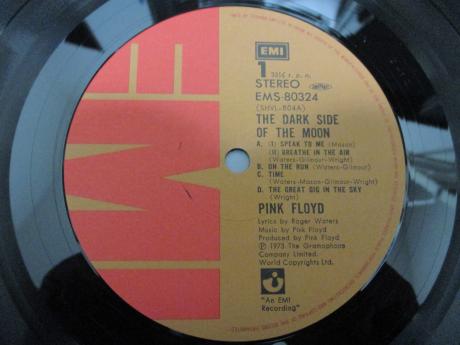 EMI
EMI
1
33⅓ r. p. m.
STEREO
EMS-80324
(SHVL-804A)
THE DARK SIDE
OF THE MOON
A. (1) SPEAK TO ME (Mason)
(2) BREATHE IN THE AIR
(Waters-Gilmour-Wright)
B. ON THE RUN (Waters-Gilmour)
C. TIME
(Waters-Mason-Gilmour-Wright)
D. THE GREAT GIG IN THE SKY
(Wright)
PINK FLOYD
Lyrics by Roger Waters
Music by Pink Floyd
Produced by Pink Floyd
Ⓟ 1973 The Gramophone
Company Limited.
World Copyrights Ltd.
"An EMI
Recording"